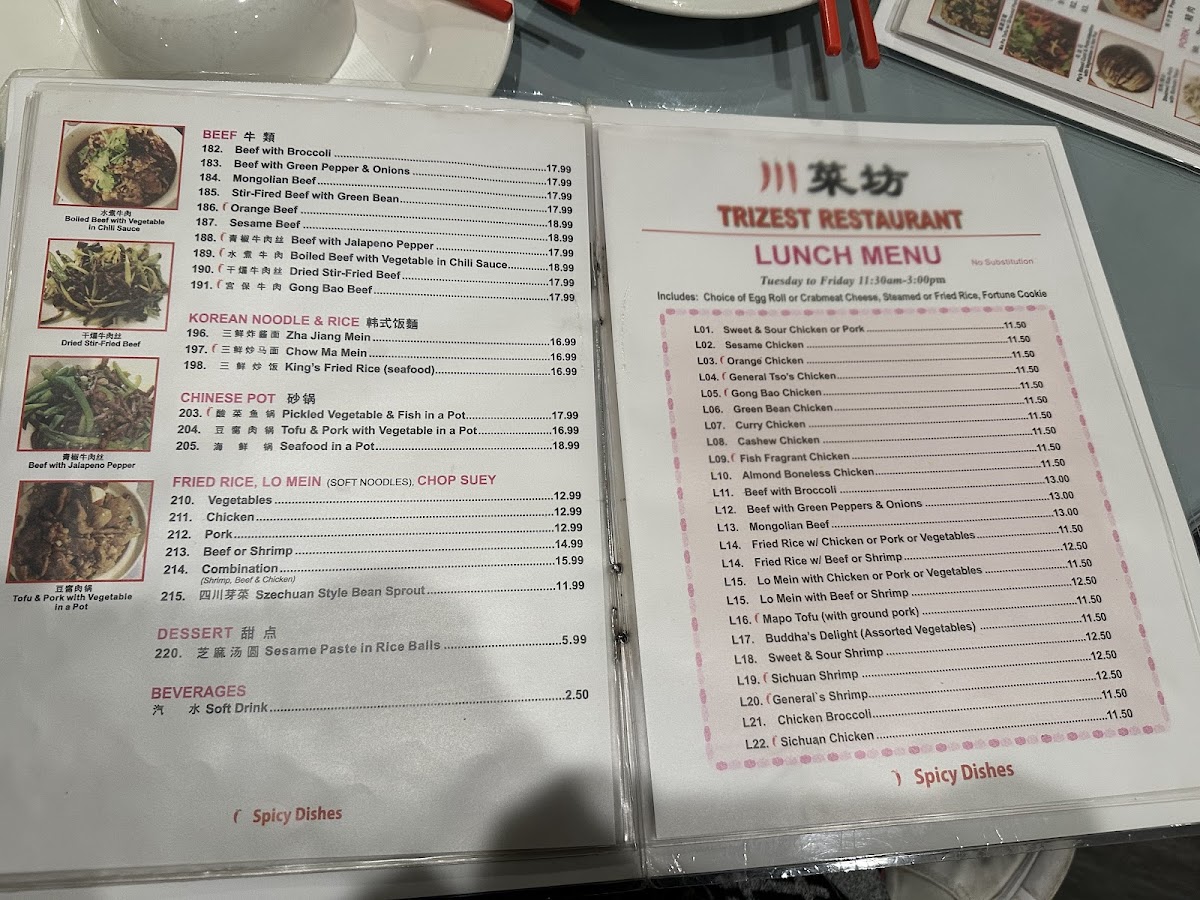 BEEF 牛 類
182. Beef with Broccoli 17.99
183. Beef with Green Pepper & Onions 17.99
184. Mongolian Beef 17.99
185. Stir-Fired Beef with Green Bean 17.99
186. Orange Beef 18.99
187. Sesame Beef 18.99
188. 青椒牛肉丝 Beef with Jalapeno Pepper 17.99
189. 水 煮 牛 肉 Boiled Beef with Vegetable in Chili Sauce 18.99
190. 干煸牛肉丝 Dried Stir-Fried Beef 17.99
191. 宫 保 牛 肉 Gong Bao Beef 17.99
KOREAN NOODLE & RICE 韩式饭麵
196. 三鲜炸酱面 Zha Jiang Mein 16.99
197. 三鲜炒马面 Chow Ma Mein 16.99
198. 三 鲜 炒 饭 King's Fried Rice (seafood) 16.99
CHINESE POT 砂锅
203. 酸 菜 鱼 锅 Pickled Vegetable & Fish in a Pot 17.99
204. 豆 腐 肉 锅 Tofu & Pork with Vegetable in a Pot 16.99
205. 海 鲜 锅 Seafood in a Pot 18.99
FRIED RICE, LO MEIN (SOFT NOODLES), CHOP SUEY
210. Vegetables 12.99
211. Chicken 12.99
212. Pork 12.99
213. Beef or Shrimp 14.99
214. Combination 15.99
(Shrimp, Beef & Chicken)
215. 四川芽菜 Szechuan Style Bean Sprout 11.99
DESSERT 甜 点
220. 芝麻汤圆 Sesame Paste in Rice Balls 5.99
BEVERAGES
汽 水 Soft Drink 2.50
Spicy Dishes
水煮牛肉
Boiled Beef with Vegetable
in Chili Sauce
干煸牛肉丝
Dried Stir-Fried Beef
青椒牛肉丝
Beef with Jalapeno Pepper
豆腐肉锅
Tofu & Pork with Vegetable
in a Pot
川菜坊
TRIZEST RESTAURANT
LUNCH MENU
No Substitution
Tuesday to Friday 11:30am-3:00pm
Includes: Choice of Egg Roll or Crabmeat Cheese, Steamed or Fried Rice, Fortune Cookie
L01. Sweet & Sour Chicken or Pork 11.50
L02. Sesame Chicken 11.50
L03. Orange Chicken 11.50
L04. General Tso's Chicken 11.50
L05. Gong Bao Chicken 11.50
L06. Green Bean Chicken 11.50
L07. Curry Chicken 11.50
L08. Cashew Chicken 11.50
L09. Fish Fragrant Chicken 11.50
L10. Almond Boneless Chicken 11.50
L11. Beef with Broccoli 13.00
L12. Beef with Green Peppers & Onions 13.00
L13. Mongolian Beef 13.00
L14. Fried Rice w/ Chicken or Pork or Vegetables 11.50
L14. Fried Rice w/ Beef or Shrimp 12.50
L15. Lo Mein with Chicken or Pork or Vegetables 11.50
L15. Lo Mein with Beef or Shrimp 12.50
L16. Mapo Tofu (with ground pork) 11.50
L17. Buddha's Delight (Assorted Vegetables) 11.50
L18. Sweet & Sour Shrimp 12.50
L19. Sichuan Shrimp 12.50
L20. General`s Shrimp 12.50
L21. Chicken Broccoli 11.50
L22. Sichuan Chicken 11.50
Spicy Dishes